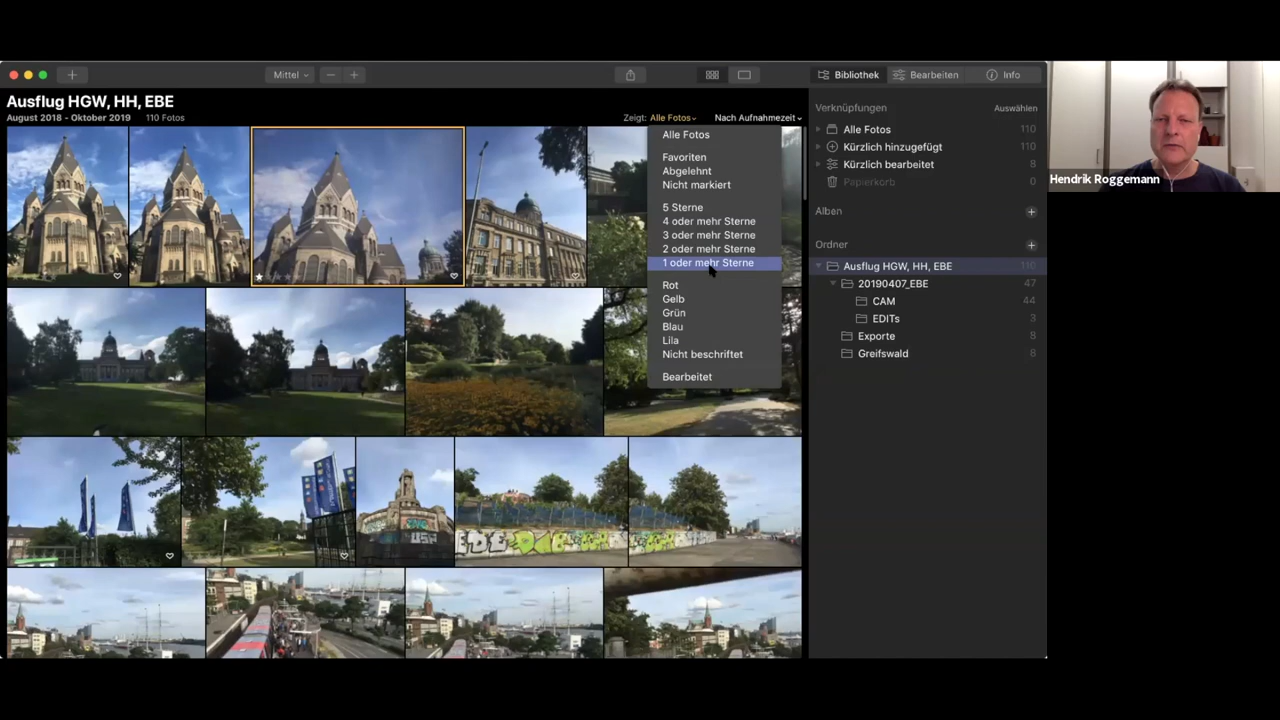 Mittel
Bibliothek
Bearbeiten
Info
Ausflug HGW, HH, EBE
August 2018 - Oktober 2019 110 Fotos
Zeigt: Alle Fotos
Nach Aufnahmezeit
Alle Fotos
Favoriten
Abgelehnt
Nicht markiert
5 Sterne
4 oder mehr Sterne
3 oder mehr Sterne
2 oder mehr Sterne
1 oder mehr Sterne
Rot
Gelb
Grün
Blau
Lila
Nicht beschriftet
Bearbeitet
Verknüpfungen Auswählen
Alle Fotos 110
Kürzlich hinzugefügt 110
Kürzlich bearbeitet 8
Papierkorb 0
Alben
Ordner
Ausflug HGW, HH, EBE 110
20190407_EBE 47
CAM 44
EDITs 3
Exporte 8
Greifswald 8
Hendrik Roggemann